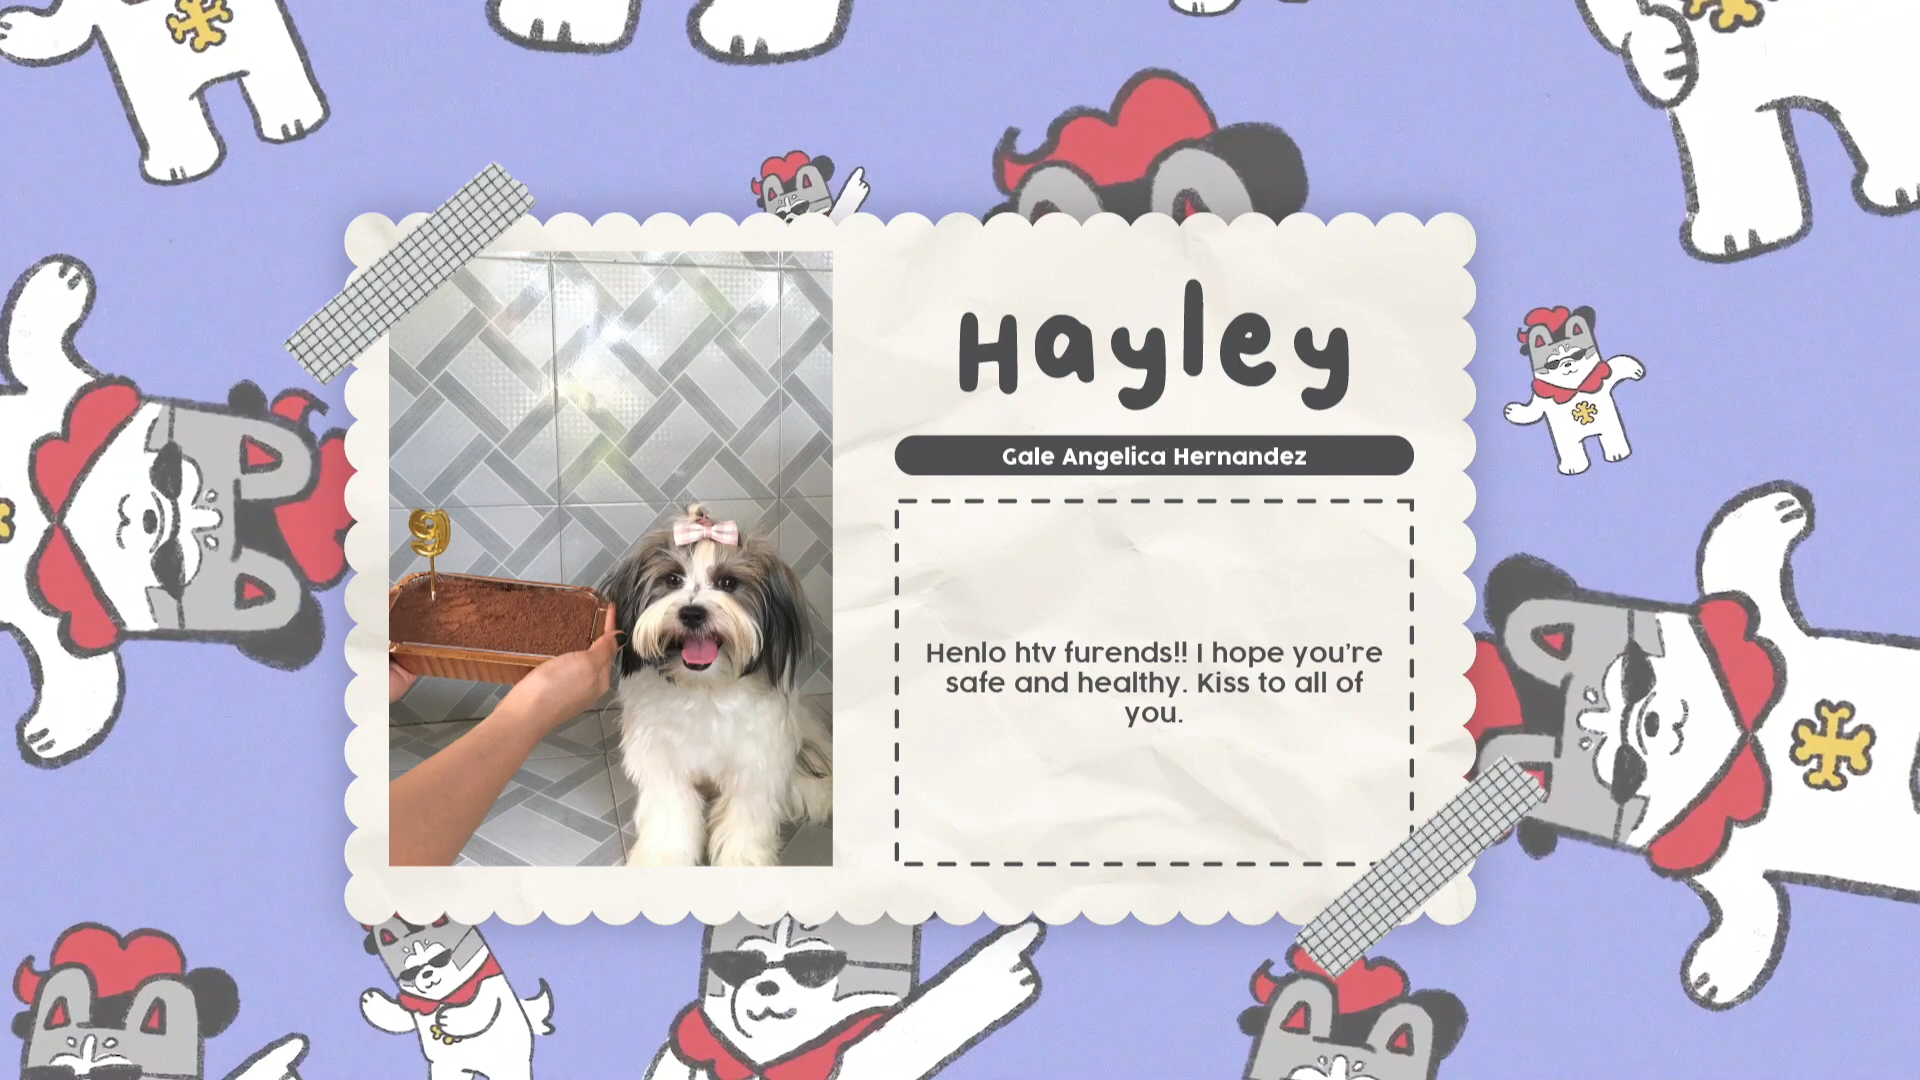 Hayley
Gale Angelica Hernandez
9
Henlo htv furends!! I hope you're
safe and healthy. Kiss to all of
you.